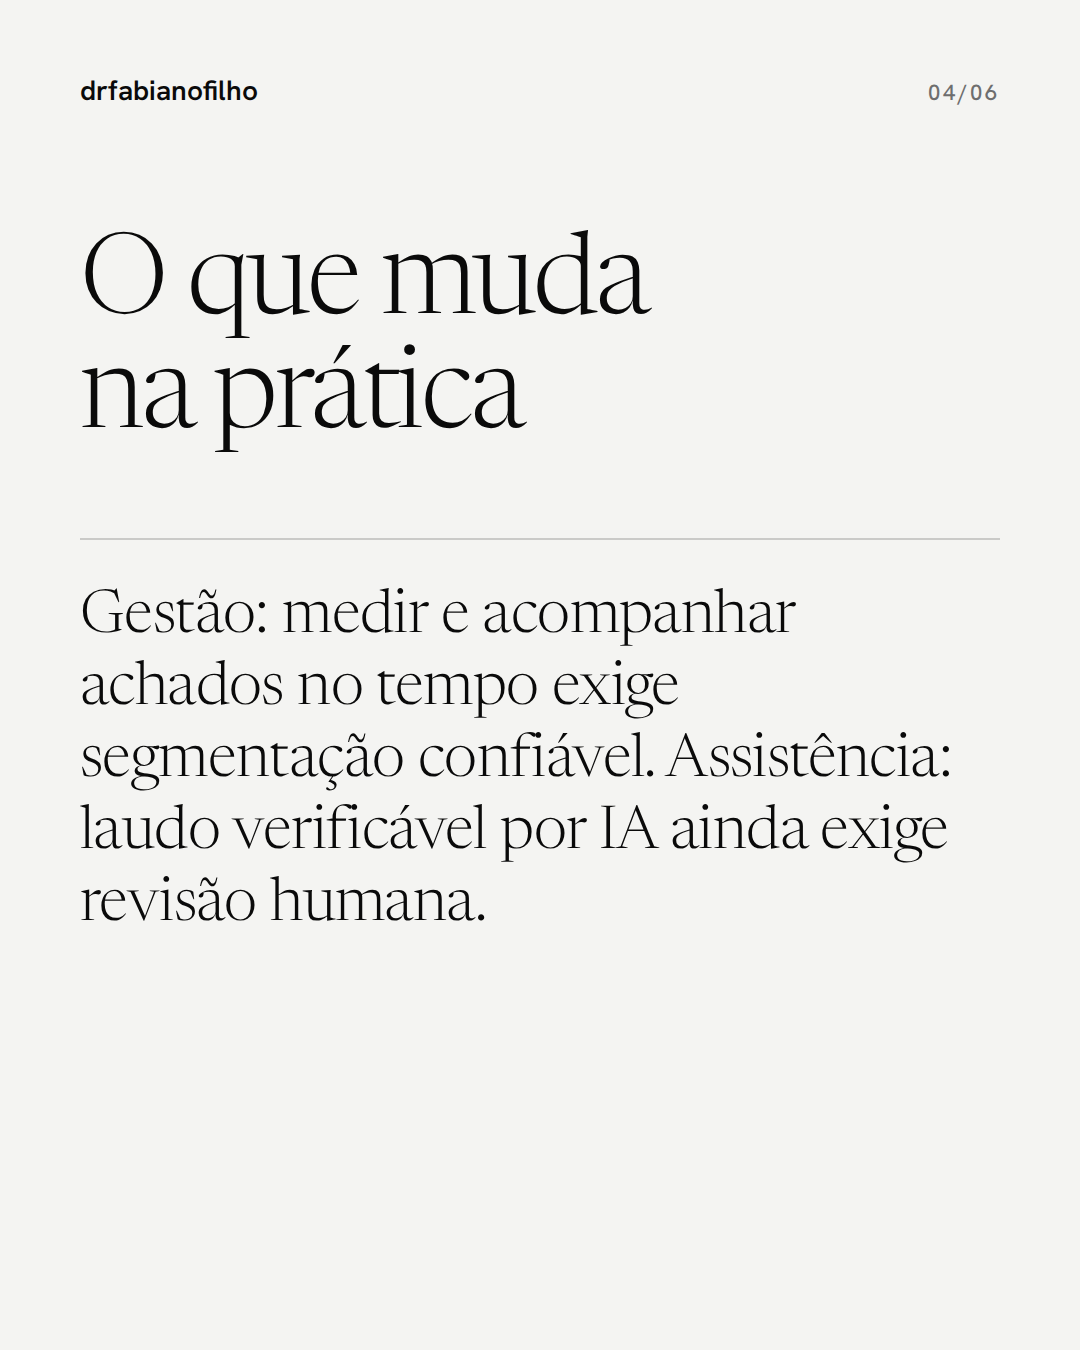 drfabianofilho
04/06
O que muda
na prática
Gestão: medir e acompanhar
achados no tempo exige
segmentação confiável. Assistência:
laudo verificável por IA ainda exige
revisão humana.